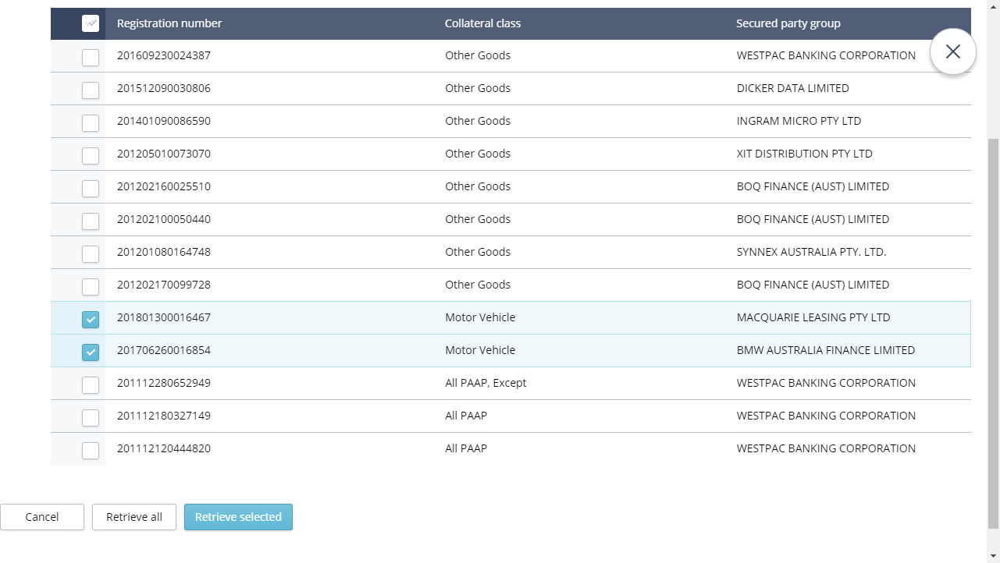 Registration number Collateral class Secured party group
201609230024387 Other Goods WESTPAC BANKING CORPORATION
201512090030806 Other Goods DICKER DATA LIMITED
201401090086590 Other Goods INGRAM MICRO PTY LTD
201205010073070 Other Goods XIT DISTRIBUTION PTY LTD
201202160025510 Other Goods BOQ FINANCE (AUST) LIMITED
201202100050440 Other Goods BOQ FINANCE (AUST) LIMITED
201201080164748 Other Goods SYNNEX AUSTRALIA PTY. LTD.
201202170099728 Other Goods BOQ FINANCE (AUST) LIMITED
201801300016467 Motor Vehicle MACQUARIE LEASING PTY LTD
201706260016854 Motor Vehicle BMW AUSTRALIA FINANCE LIMITED
201112280652949 All PAAP, Except WESTPAC BANKING CORPORATION
201112180327149 All PAAP WESTPAC BANKING CORPORATION
201112120444820 All PAAP WESTPAC BANKING CORPORATION
Cancel Retrieve all Retrieve selected